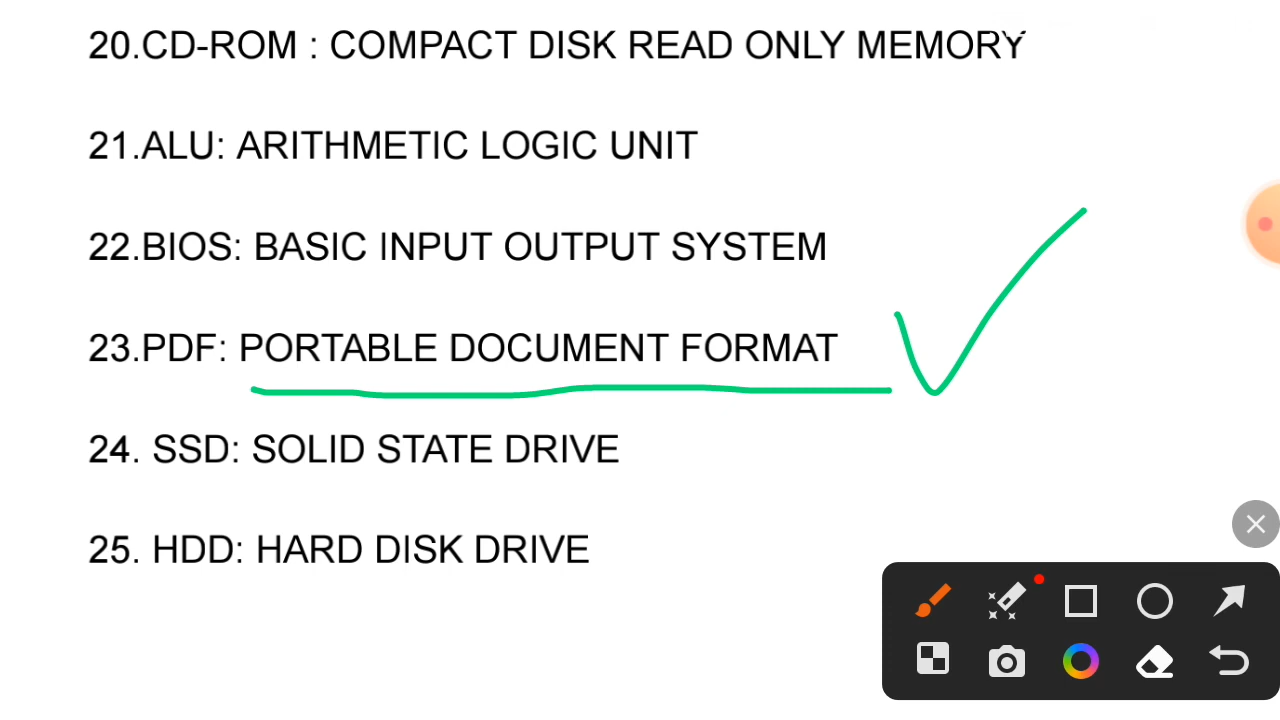 20.CD-ROM : COMPACT DISK READ ONLY MEMORY
21.ALU: ARITHMETIC LOGIC UNIT
22.BIOS: BASIC INPUT OUTPUT SYSTEM
23.PDF: PORTABLE DOCUMENT FORMAT
24. SSD: SOLID STATE DRIVE
25. HDD: HARD DISK DRIVE